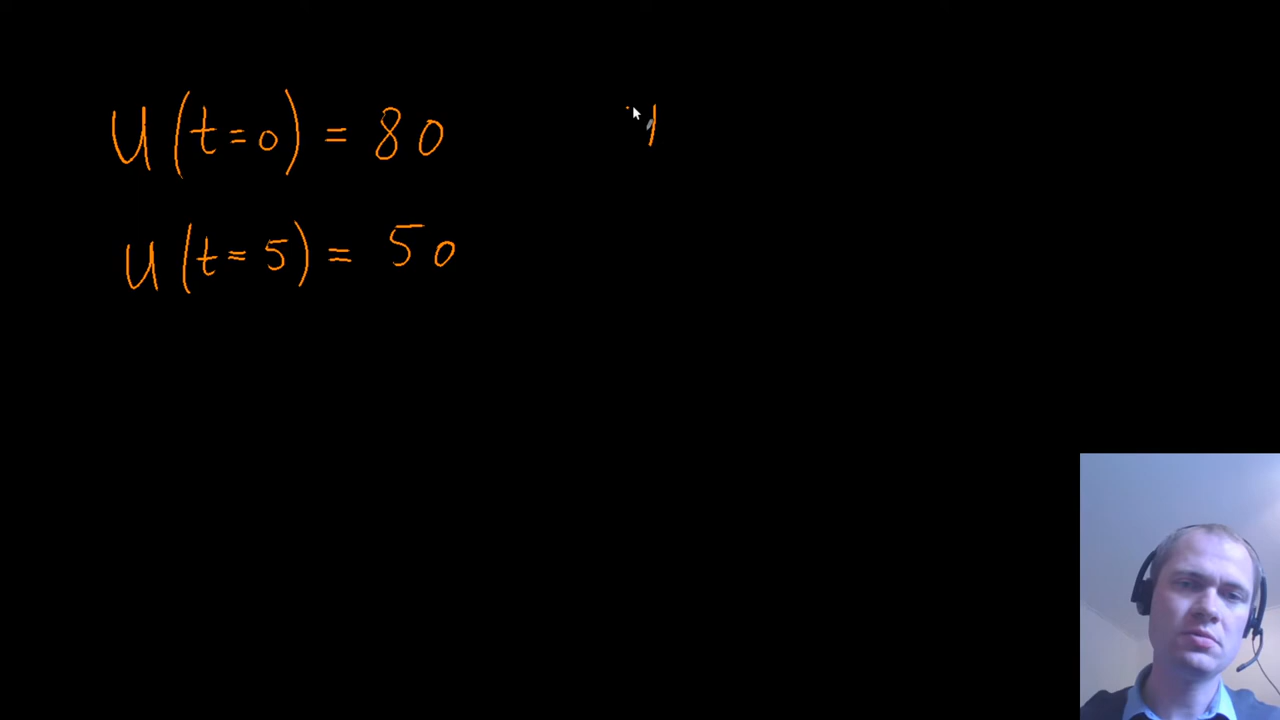 U(t=0) = 80
U(t=5) = 50